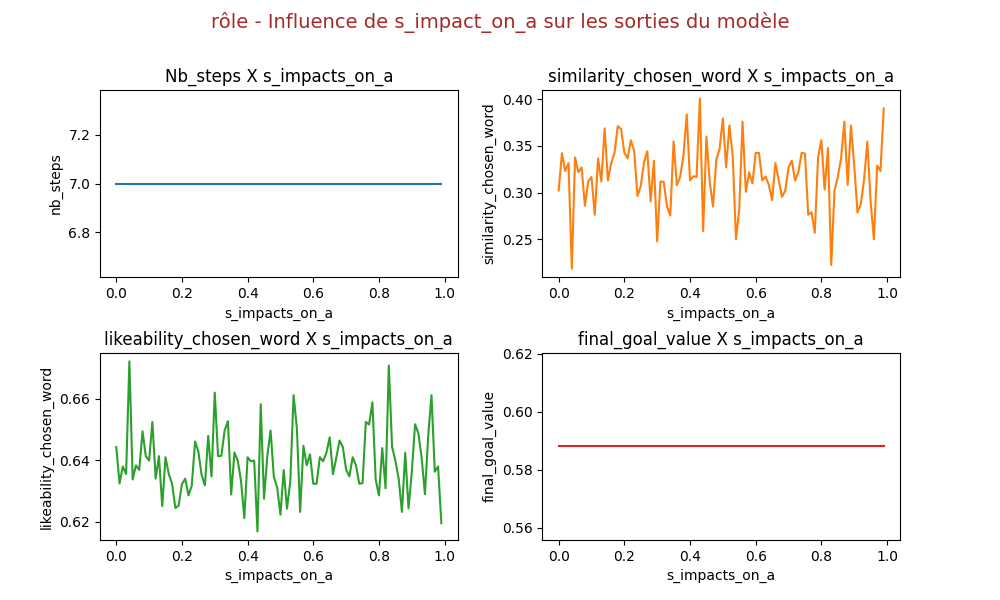 rôle - Influence de s_impact_on_a sur les sorties du modèle
Nb_steps X s_impacts_on_a
nb_steps
7.2
7.0
6.8
0.0 0.2 0.4 0.6 0.8 1.0
s_impacts_on_a
similarity_chosen_word X s_impacts_on_a
similarity_chosen_word
0.40
0.35
0.30
0.25
0.0 0.2 0.4 0.6 0.8 1.0
s_impacts_on_a
likeability_chosen_word X s_impacts_on_a
likeability_chosen_word
0.66
0.64
0.62
0.0 0.2 0.4 0.6 0.8 1.0
s_impacts_on_a
final_goal_value X s_impacts_on_a
final_goal_value
0.62
0.60
0.58
0.56
0.0 0.2 0.4 0.6 0.8 1.0
s_impacts_on_a